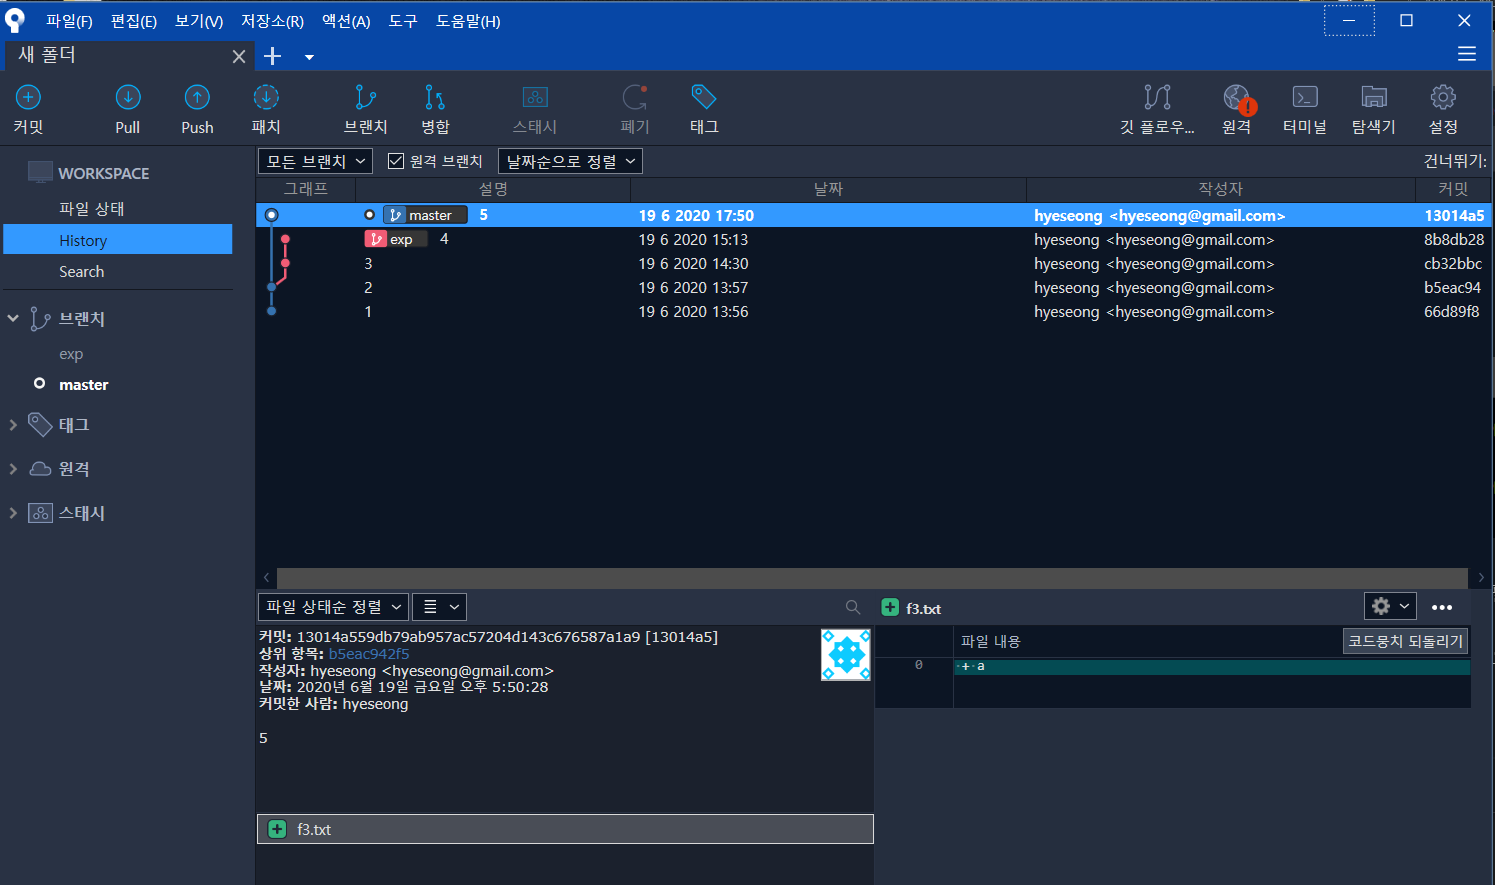 파일(F) 편집(E) 보기(V) 저장소(R) 액션(A) 도구 도움말(H)
새 폴더
커밋 Pull Push 패치 브랜치 병합 스태시 폐기 태그 깃 플로우... 원격 터미널 탐색기 설정
WORKSPACE
파일 상태
History
Search
브랜치
exp
master
태그
원격
스태시
모든 브랜치 원격 브랜치 날짜순으로 정렬 건너뛰기:
그래프 설명 날짜 작성자 커밋
master 5 19 6 2020 17:50 hyeseong <hyeseong@gmail.com> 13014a5
exp 4 19 6 2020 15:13 hyeseong <hyeseong@gmail.com> 8b8db28
3 19 6 2020 14:30 hyeseong <hyeseong@gmail.com> cb32bbc
2 19 6 2020 13:57 hyeseong <hyeseong@gmail.com> b5eac94
1 19 6 2020 13:56 hyeseong <hyeseong@gmail.com> 66d89f8
파일 상태순 정렬
커밋: 13014a559db79ab957ac57204d143c676587a1a9 [13014a5]
상위 항목: b5eac942f5
작성자: hyeseong <hyeseong@gmail.com>
날짜: 2020년 6월 19일 금요일 오후 5:50:28
커밋한 사람: hyeseong
5
f3.txt
f3.txt
파일 내용 코드뭉치 되돌리기
0 + a